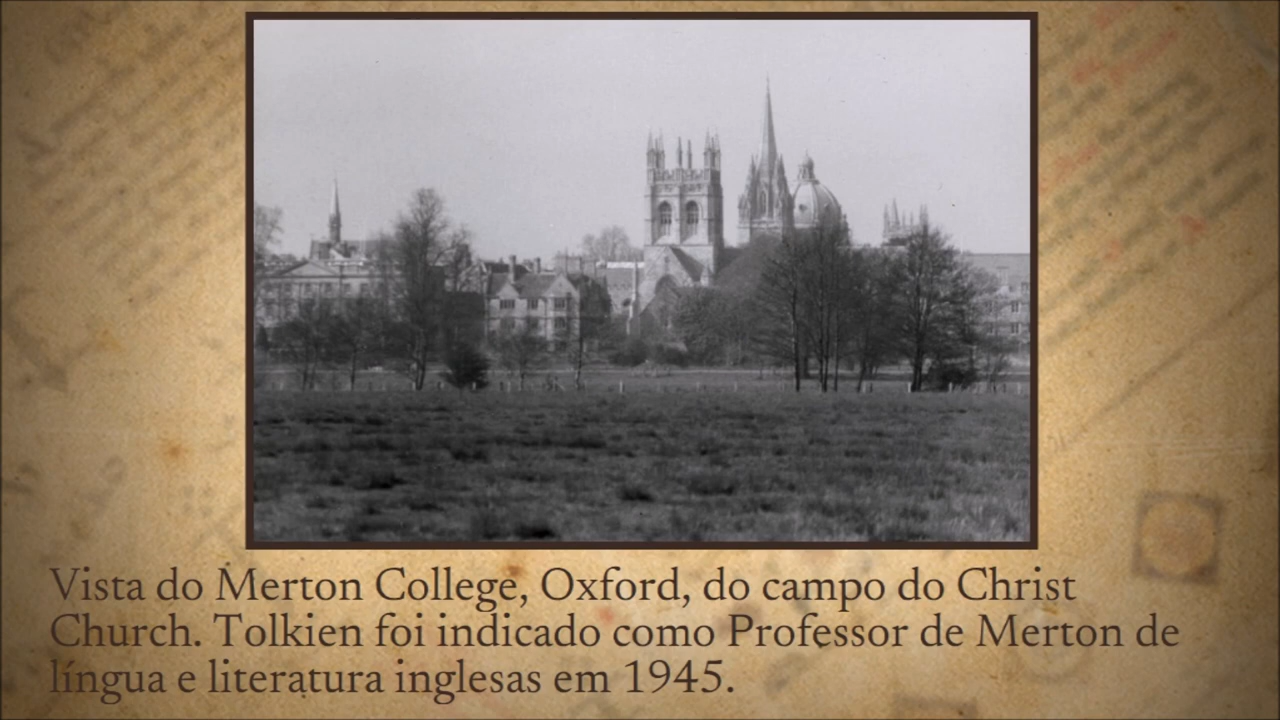 Vista do Merton College, Oxford, do campo do Christ
Church. Tolkien foi indicado como Professor de Merton de
língua e literatura inglesas em 1945.